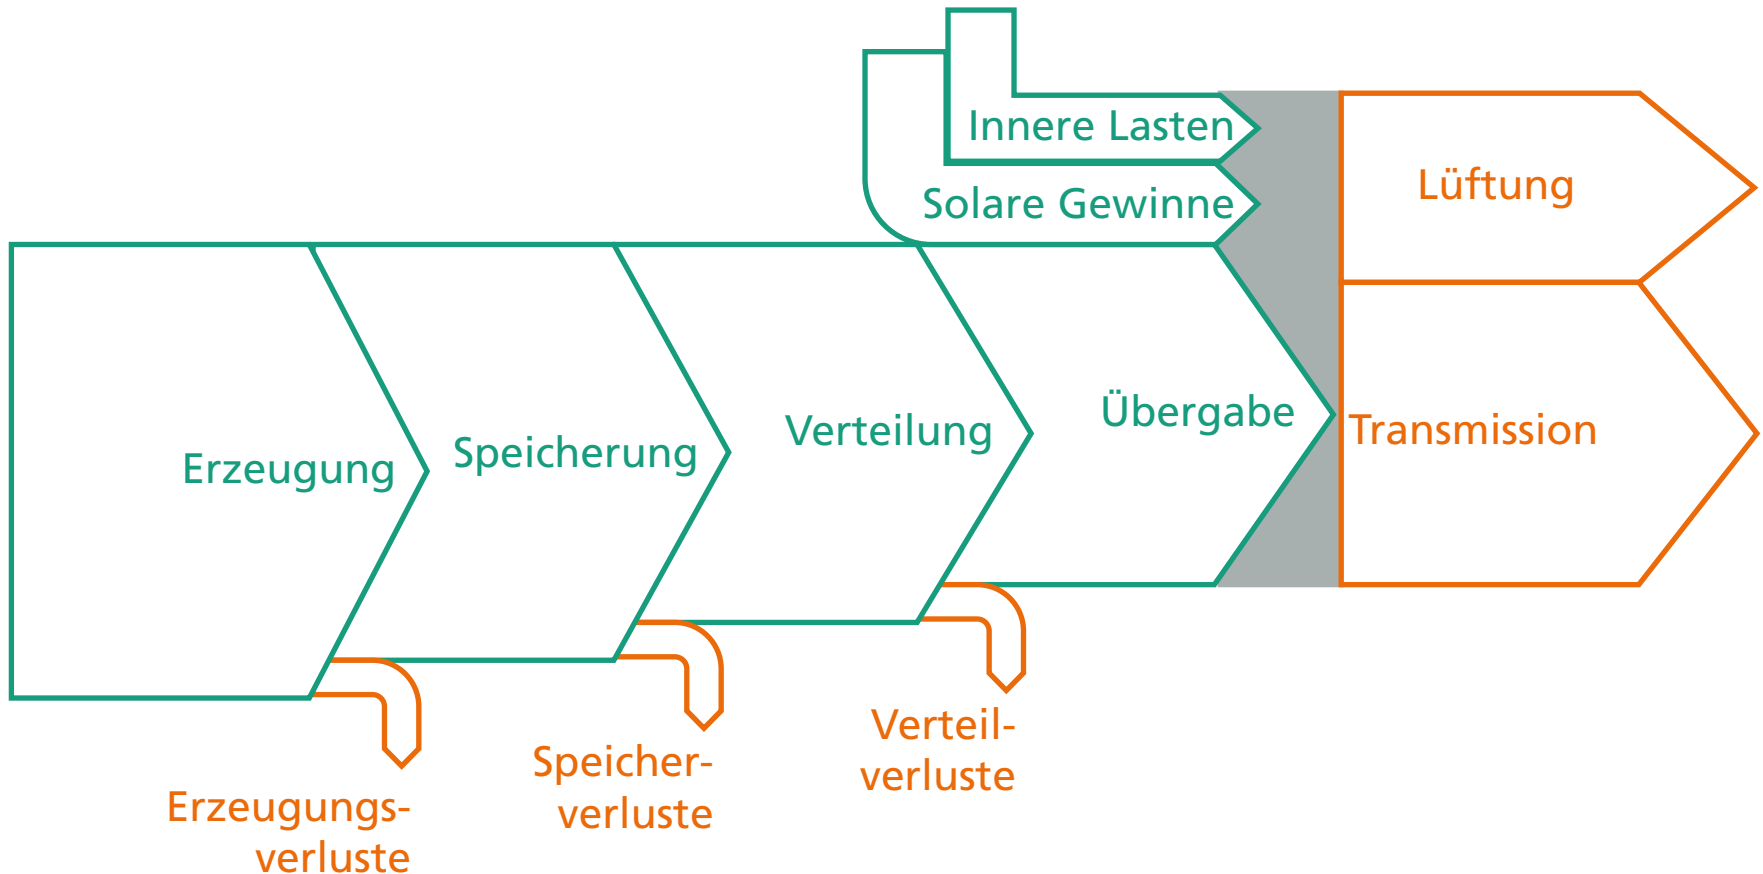 Innere Lasten
Solare Gewinne
Lüftung
Erzeugung
Speicherung
Verteilung
Übergabe
Transmission
Erzeugungs-
verluste
Speicher-
verluste
Verteil-
verluste